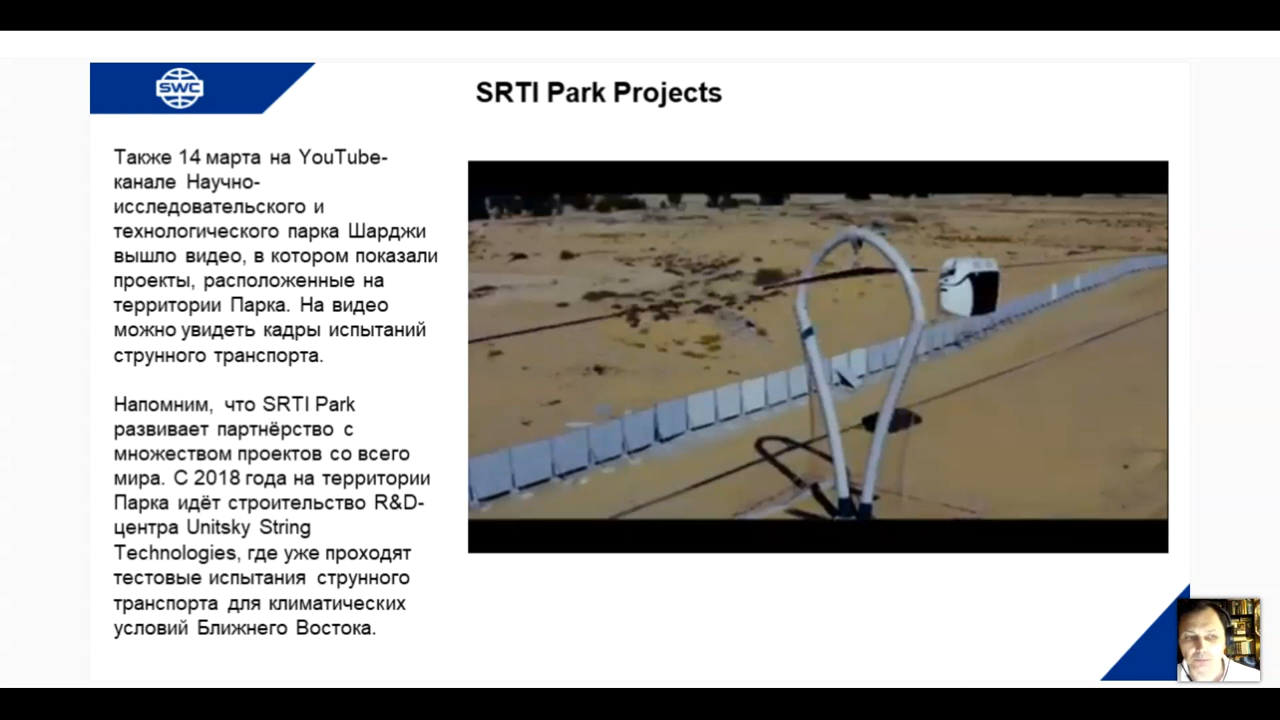 SWC
SRTI Park Projects
Также 14 марта на YouTube-
канале Научно-
исследовательского и
технологического парка Шарджи
вышло видео, в котором показали
проекты, расположенные на
территории Парка. На видео
можно увидеть кадры испытаний
струнного транспорта.
Напомним, что SRTI Park
развивает партнёрство с
множеством проектов со всего
мира. С 2018 года на территории
Парка идёт строительство R&D-
центра Unitsky String
Technologies, где уже проходят
тестовые испытания струнного
транспорта для климатических
условий Ближнего Востока.